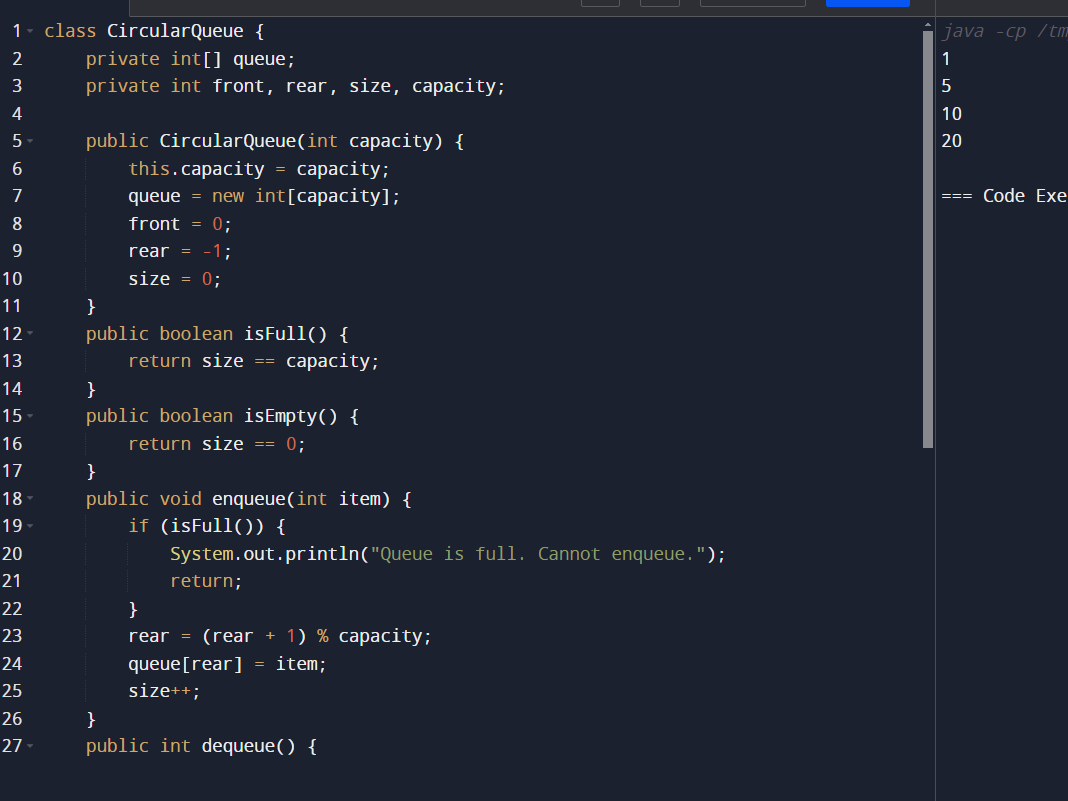 1 class CircularQueue {
2 private int[] queue;
3 private int front, rear, size, capacity;
4
5 public CircularQueue(int capacity) {
6 this.capacity = capacity;
7 queue = new int[capacity];
8 front = 0;
9 rear = -1;
10 size = 0;
11 }
12 public boolean isFull() {
13 return size == capacity;
14 }
15 public boolean isEmpty() {
16 return size == 0;
17 }
18 public void enqueue(int item) {
19 if (isFull()) {
20 System.out.println("Queue is full. Cannot enqueue.");
21 return;
22 }
23 rear = (rear + 1) % capacity;
24 queue[rear] = item;
25 size++;
26 }
27 public int dequeue() {
java -cp /tm
1
5
10
20
=== Code Exe